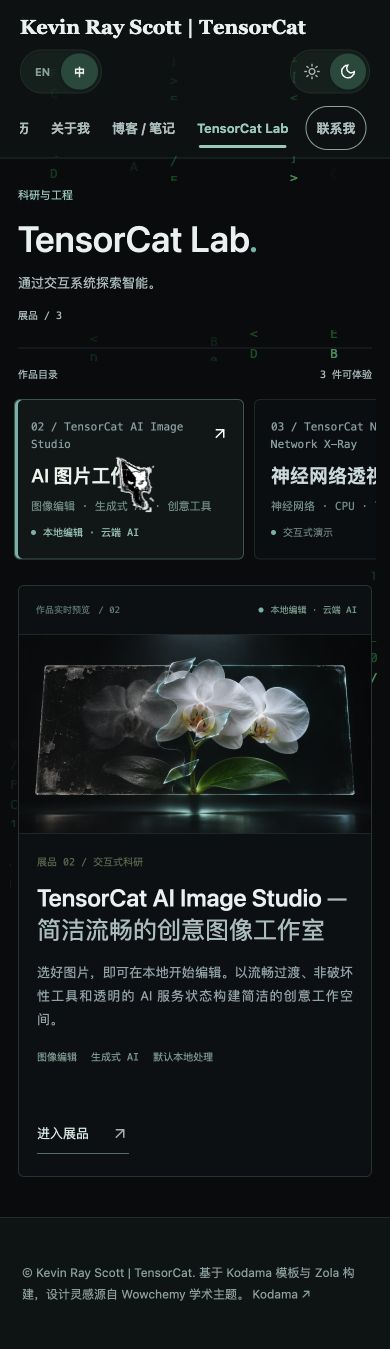 Kevin Ray Scott | TensorCat
EN 中
历 关于我 博客 / 笔记 TensorCat Lab 联系我
科研与工程
TensorCat Lab.
通过交互系统探索智能。
展品 / 3
作品目录 3 件可体验
02 / TensorCat AI Image
Studio
AI 图片工
图像编辑 · 生成式 · 创意工具
本地编辑 · 云端 AI
03 / TensorCat N
Network X-Ray
神经网络透视
神经网络 · CPU ·
交互式演示
作品实时预览 / 02 本地编辑 · 云端 AI
展品 02 / 交互式科研
TensorCat AI Image Studio —
简洁流畅的创意图像工作室
选好图片，即可在本地开始编辑。以流畅过渡、非破坏
性工具和透明的 AI 服务状态构建简洁的创意工作空
间。
图像编辑 生成式 AI 默认本地处理
进入展品 ↗
© Kevin Ray Scott | TensorCat. 基于 Kodama 模板与 Zola 构
建，设计灵感源自 Wowchemy 学术主题。 Kodama ↗